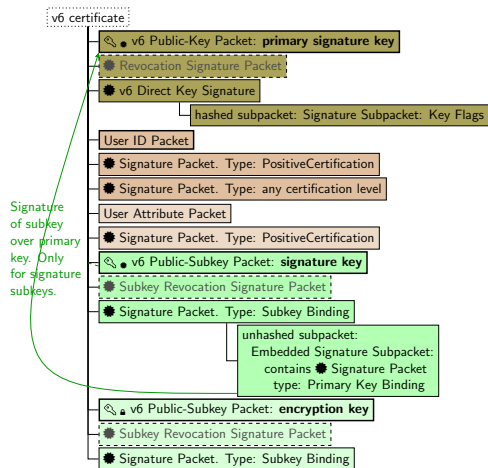 v6 certificate
v6 Public-Key Packet: primary signature key
Revocation Signature Packet
v6 Direct Key Signature
hashed subpacket: Signature Subpacket: Key Flags
User ID Packet
Signature Packet. Type: PositiveCertification
Signature Packet. Type: any certification level
User Attribute Packet
Signature Packet. Type: PositiveCertification
Signature
of subkey
over primary
key. Only
for signature
subkeys.
v6 Public-Subkey Packet: signature key
Subkey Revocation Signature Packet
Signature Packet. Type: Subkey Binding
unhashed subpacket:
Embedded Signature Subpacket:
contains Signature Packet
type: Primary Key Binding
v6 Public-Subkey Packet: encryption key
Subkey Revocation Signature Packet
Signature Packet. Type: Subkey Binding